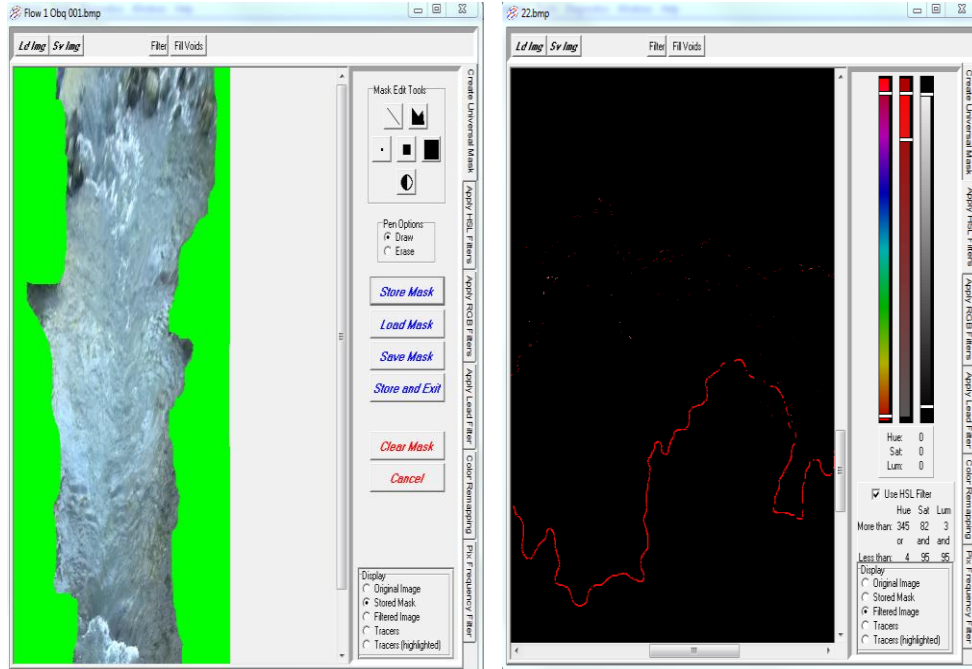 Flow 1 Obq 001.bmp
Ld Img Sv Img Filter Fill Voids
Mask Edit Tools
Pen Options
Draw
Erase
Store Mask
Load Mask
Save Mask
Store and Exit
Clear Mask
Cancel
Display
Original Image
Stored Mask
Filtered Image
Tracers
Tracers (highlighted)
Create Universal Mask
Apply HSL Filters
Apply RGB Filters
Apply Lead Filter
Color Remapping
Pix Frequency Filter
22.bmp
Ld Img Sv Img Filter Fill Voids
Hue: 0
Sat: 0
Lum: 0
Use HSL Filter
Hue Sat Lum
More than: 345 82 3
or and and
Less than: 4 95 95
Display
Original Image
Stored Mask
Filtered Image
Tracers
Tracers (highlighted)
Create Universal Mask
Apply HSL Filters
Apply RGB Filters
Apply Lead Filter
Color Remapping
Pix Frequency Filter